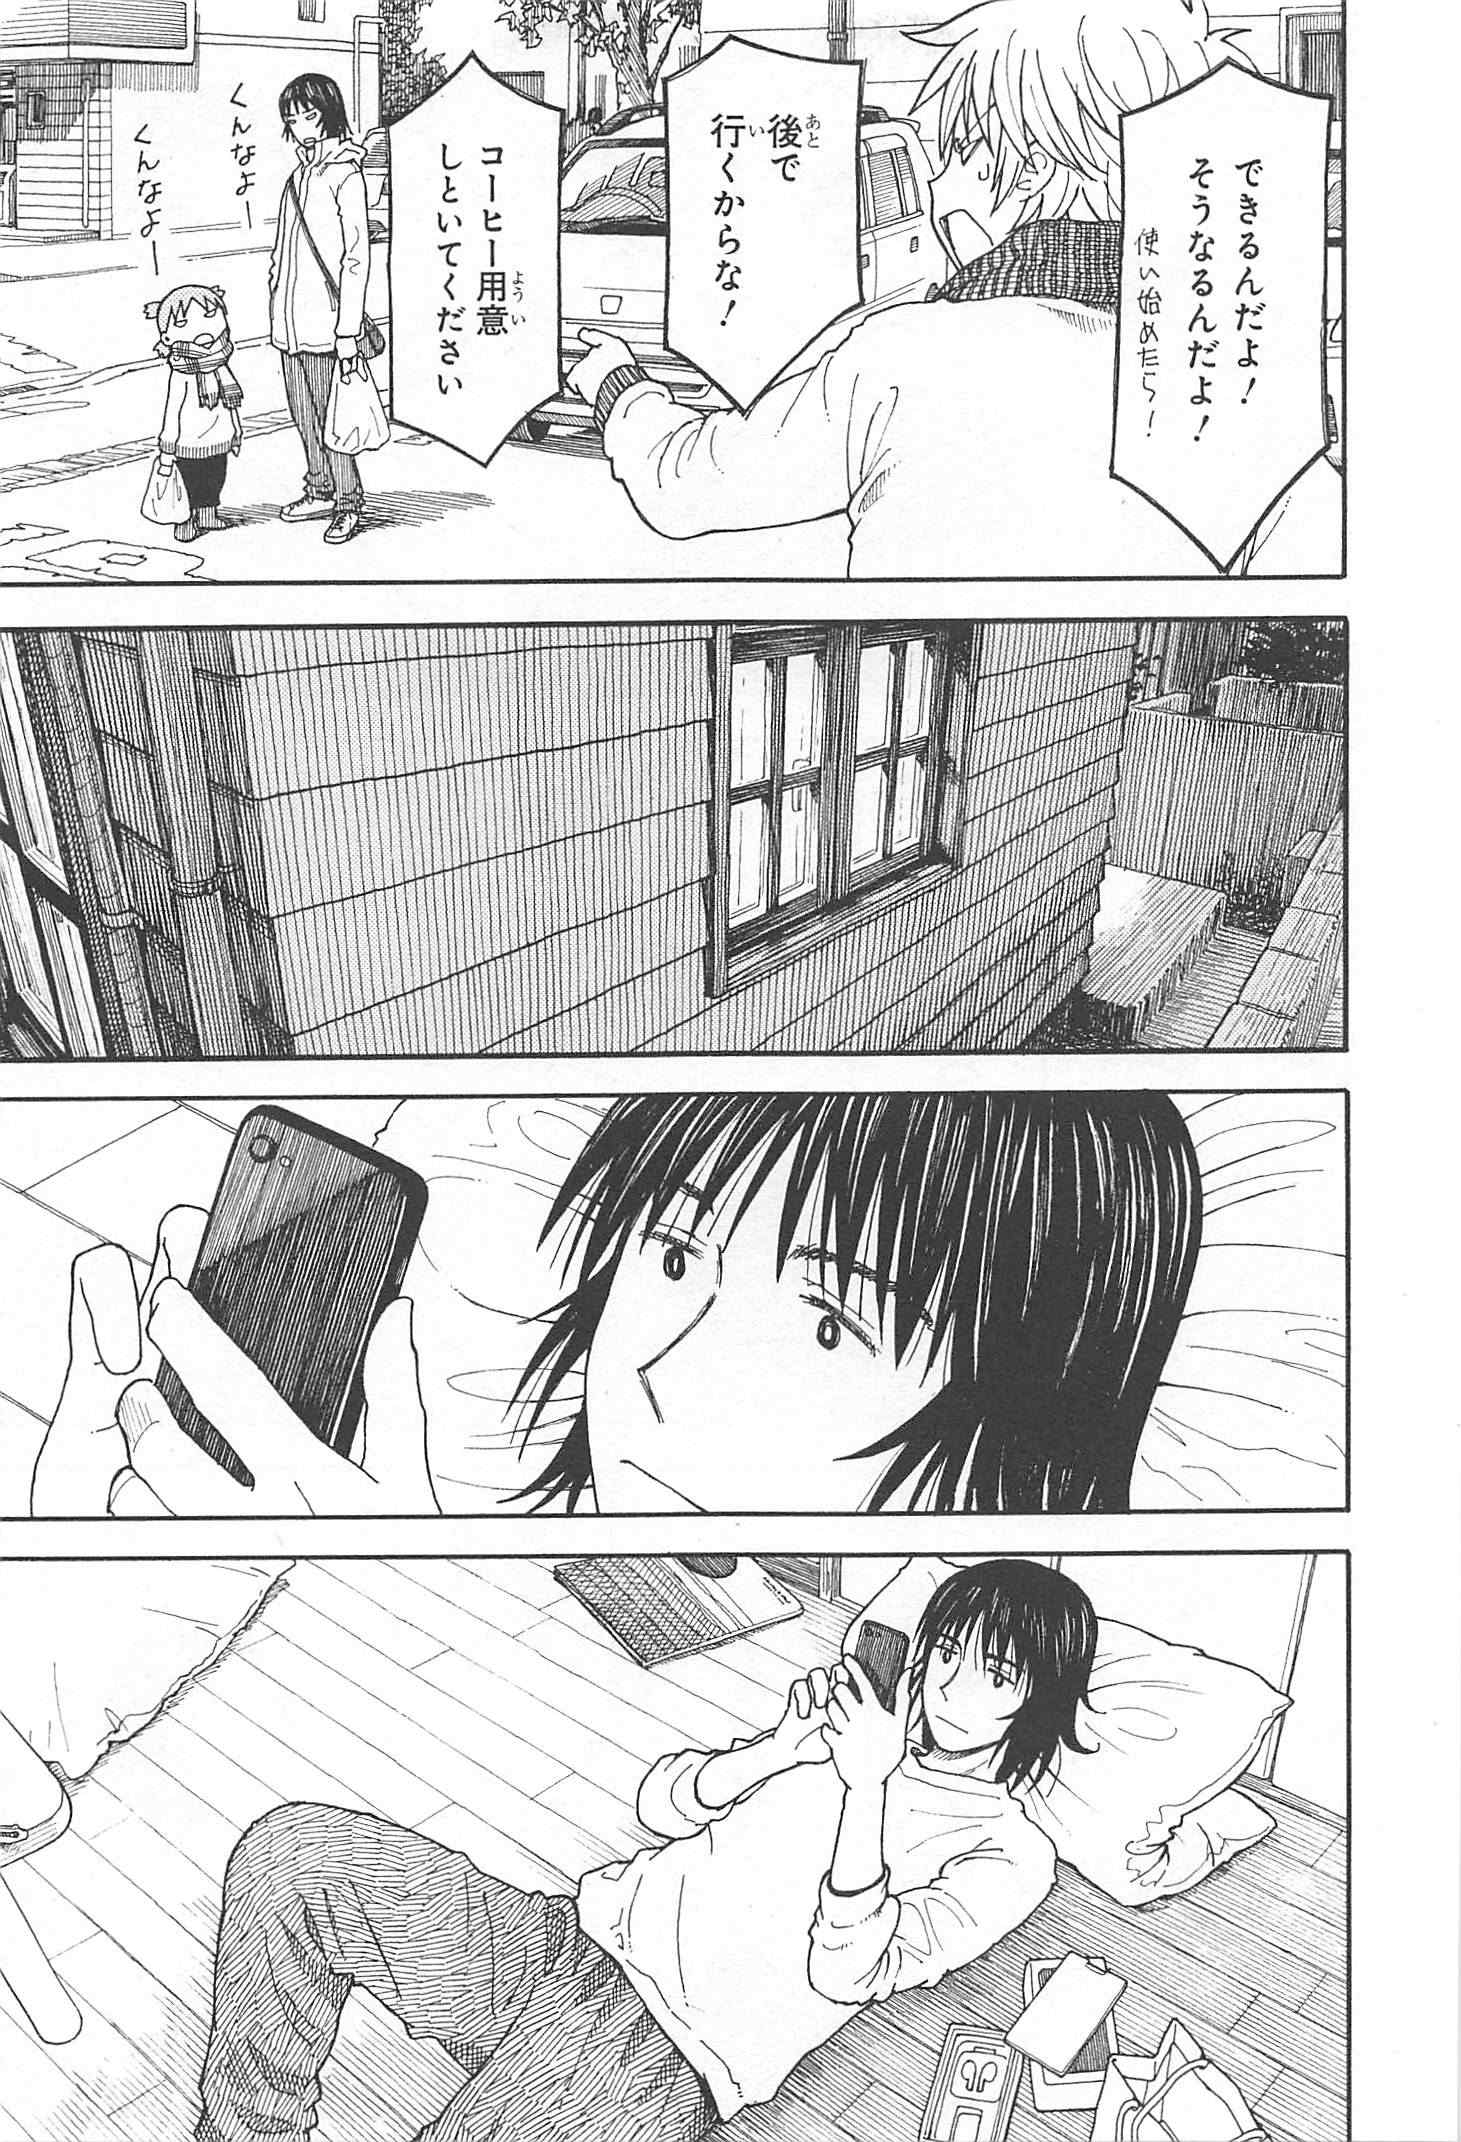 できるんだよ！
そうなるんだよ！
使い始めたら！
後で
行くからな！
コーヒー用意
しといてください
くんなよー
くんなよー